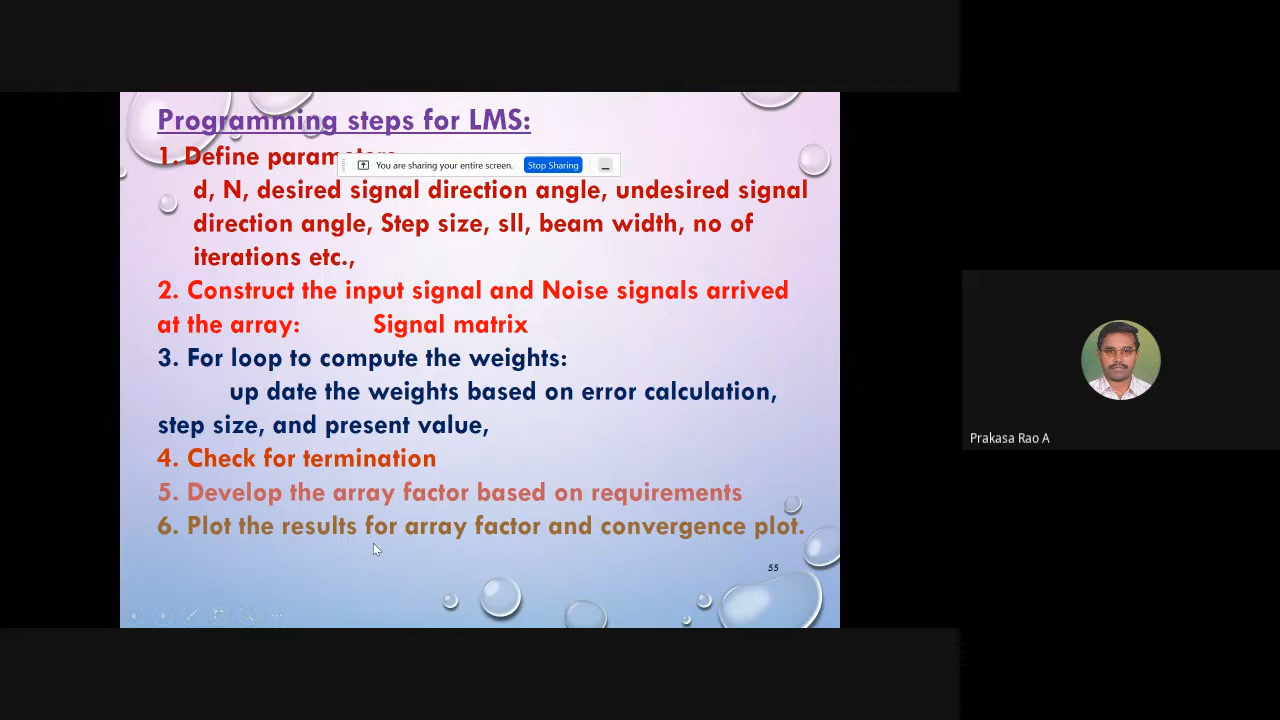 Programming steps for LMS:
1. Define parameters
You are sharing your entire screen. Stop Sharing
d, N, desired signal direction angle, undesired signal
direction angle, Step size, sll, beam width, no of
iterations etc.,
2. Construct the input signal and Noise signals arrived
at the array: Signal matrix
3. For loop to compute the weights:
up date the weights based on error calculation,
step size, and present value,
4. Check for termination
5. Develop the array factor based on requirements
6. Plot the results for array factor and convergence plot.
55
Prakasa Rao A